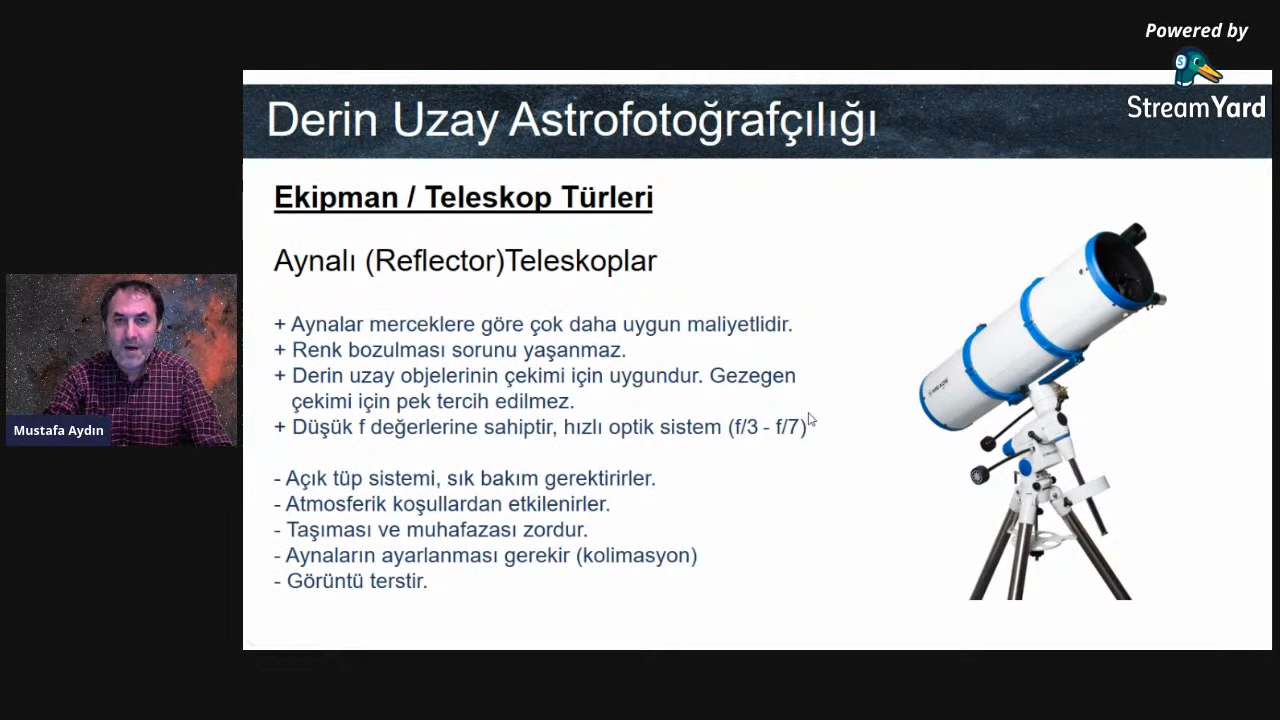 Powered by
StreamYard
Derin Uzay Astrofotoğrafçılığı
Ekipman / Teleskop Türleri
Aynalı (Reflector)Teleskoplar
+ Aynalar merceklere göre çok daha uygun maliyetlidir.
+ Renk bozulması sorunu yaşanmaz.
+ Derin uzay objelerinin çekimi için uygundur. Gezegen
çekimi için pek tercih edilmez.
+ Düşük f değerlerine sahiptir, hızlı optik sistem (f/3 - f/7)
- Açık tüp sistemi, sık bakım gerektirirler.
- Atmosferik koşullardan etkilenirler.
- Taşıması ve muhafazası zordur.
- Aynaların ayarlanması gerekir (kolimasyon)
- Görüntü terstir.
Mustafa Aydın
MEADE